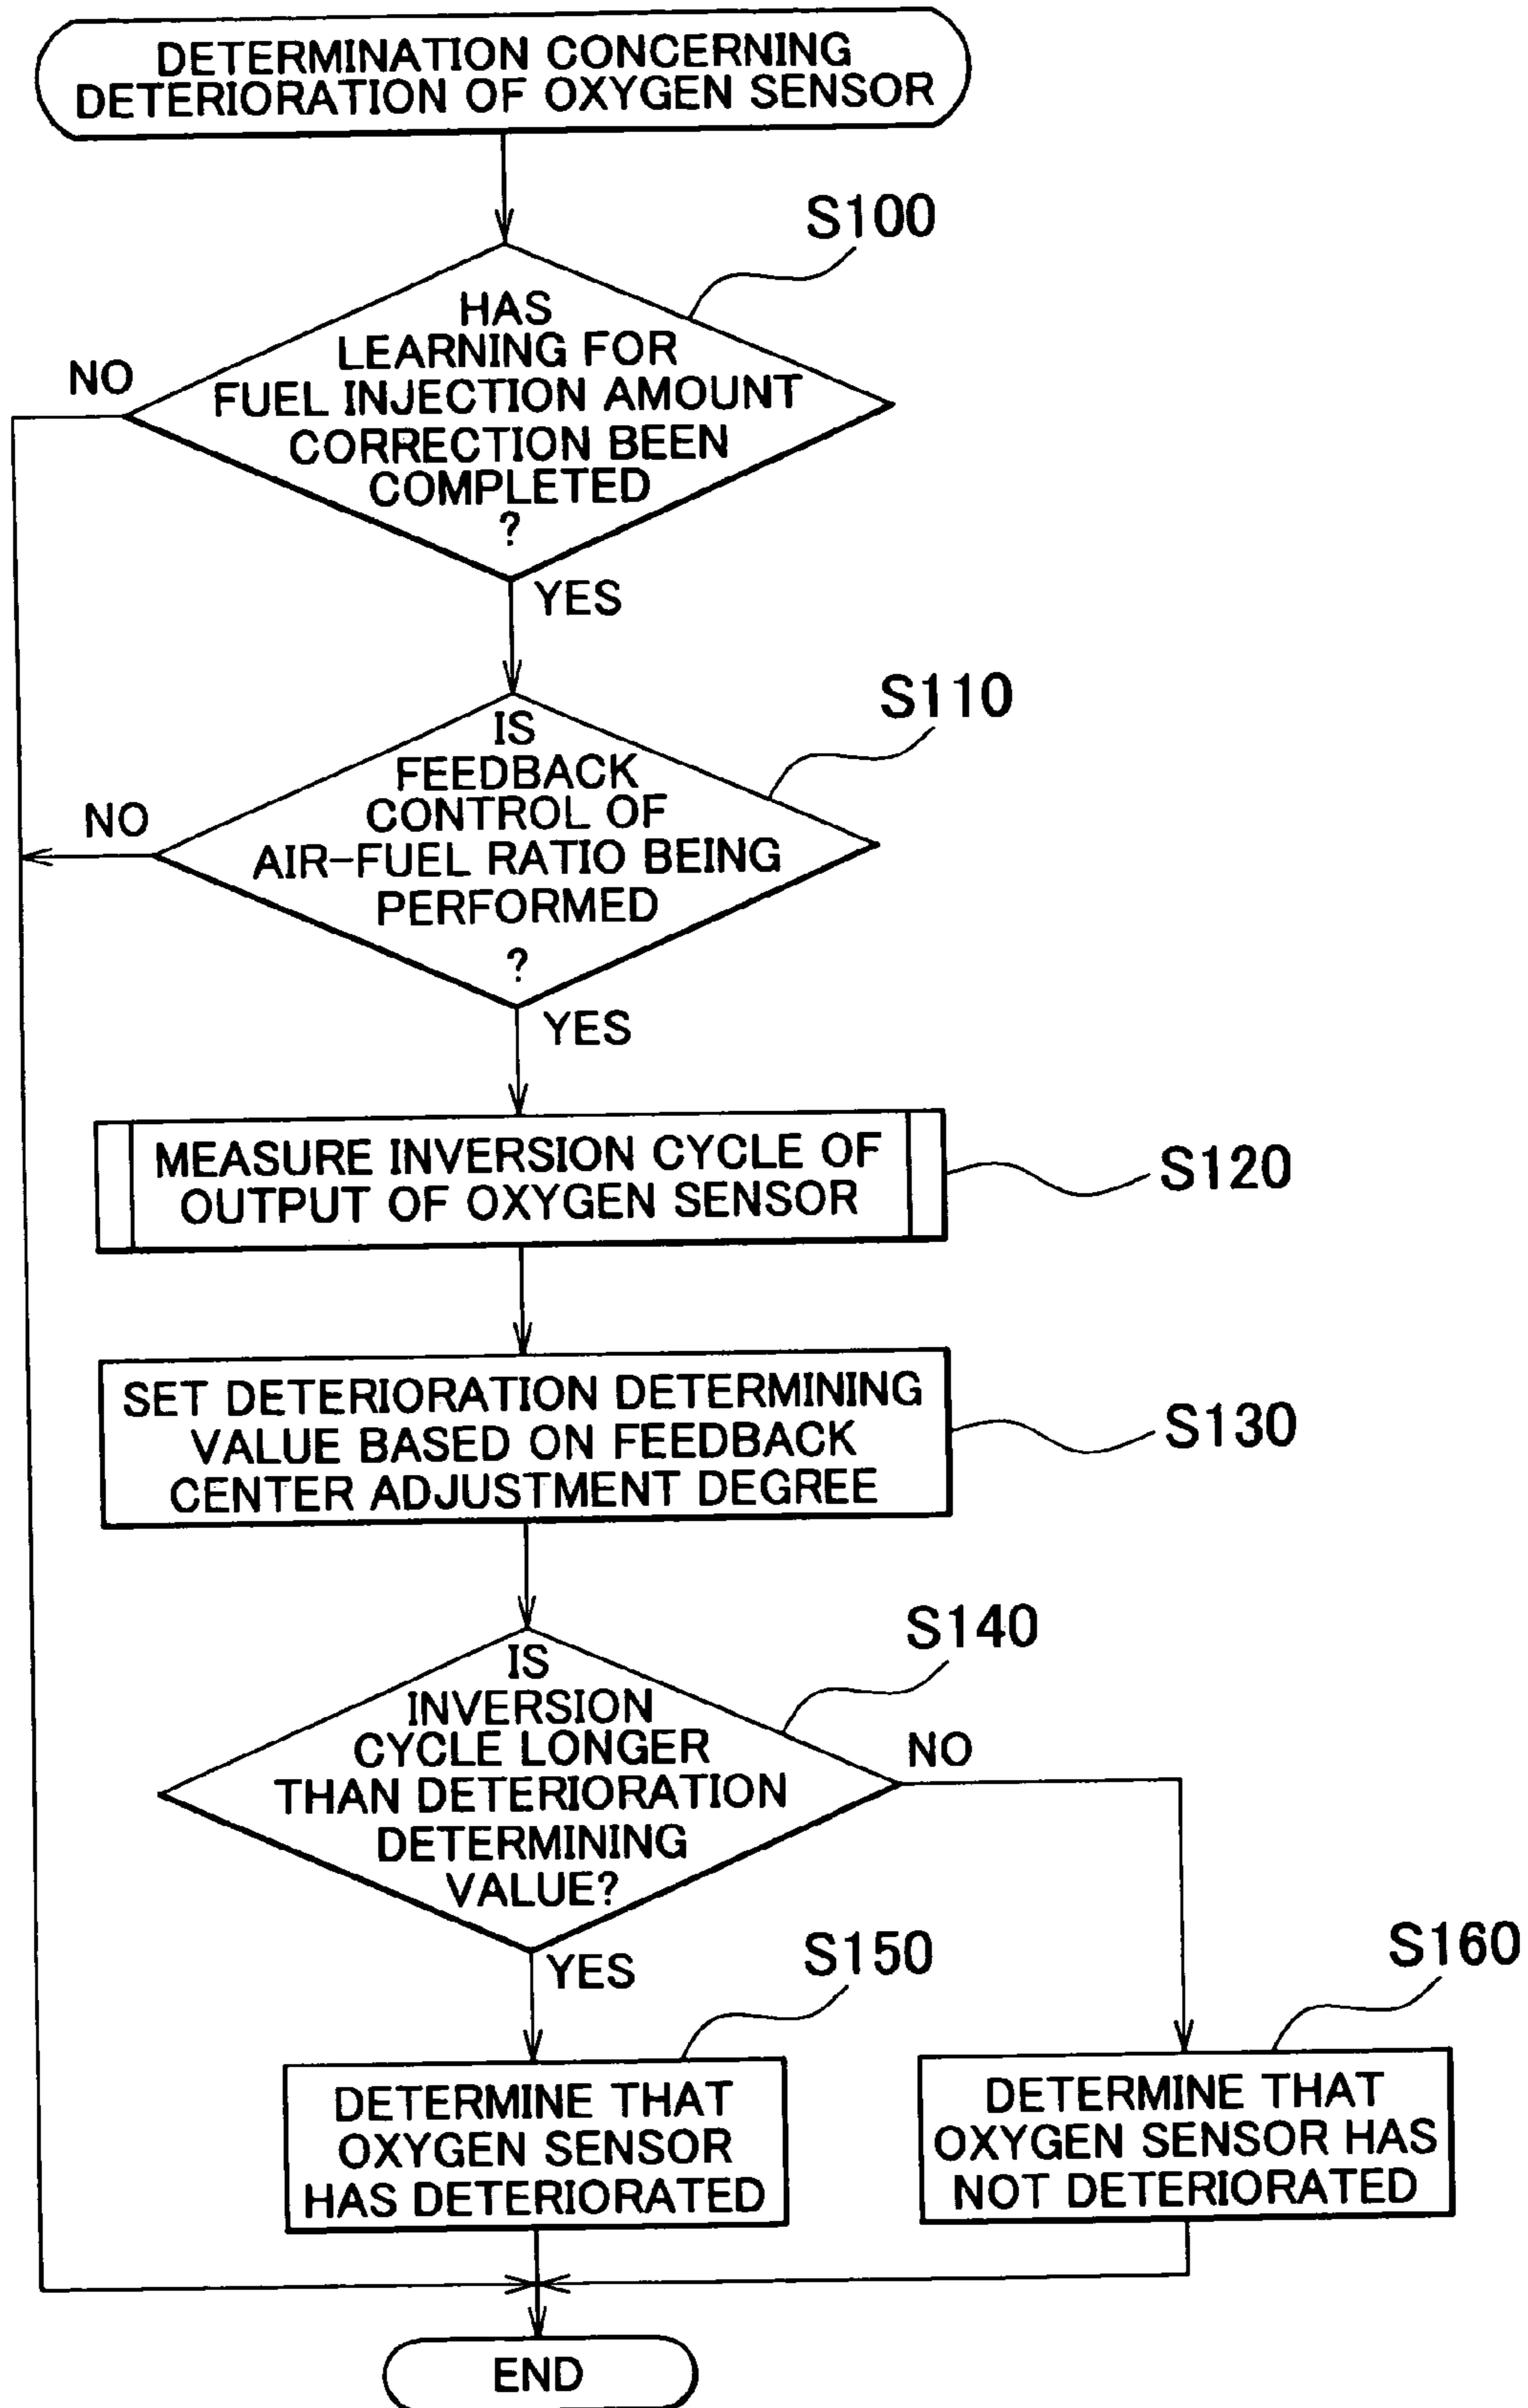 DETERMINATION CONCERNING
DETERIORATION OF OXYGEN SENSOR
S100
HAS
LEARNING FOR
FUEL INJECTION AMOUNT
CORRECTION BEEN
COMPLETED
?
NO
YES
S110
IS
FEEDBACK
CONTROL OF
AIR-FUEL RATIO BEING
PERFORMED
?
NO
YES
MEASURE INVERSION CYCLE OF
OUTPUT OF OXYGEN SENSOR
S120
SET DETERIORATION DETERMINING
VALUE BASED ON FEEDBACK
CENTER ADJUSTMENT DEGREE
S130
S140
IS
INVERSION
CYCLE LONGER
THAN DETERIORATION
DETERMINING
VALUE?
NO
YES
S150
DETERMINE THAT
OXYGEN SENSOR
HAS DETERIORATED
S160
DETERMINE THAT
OXYGEN SENSOR HAS
NOT DETERIORATED
END